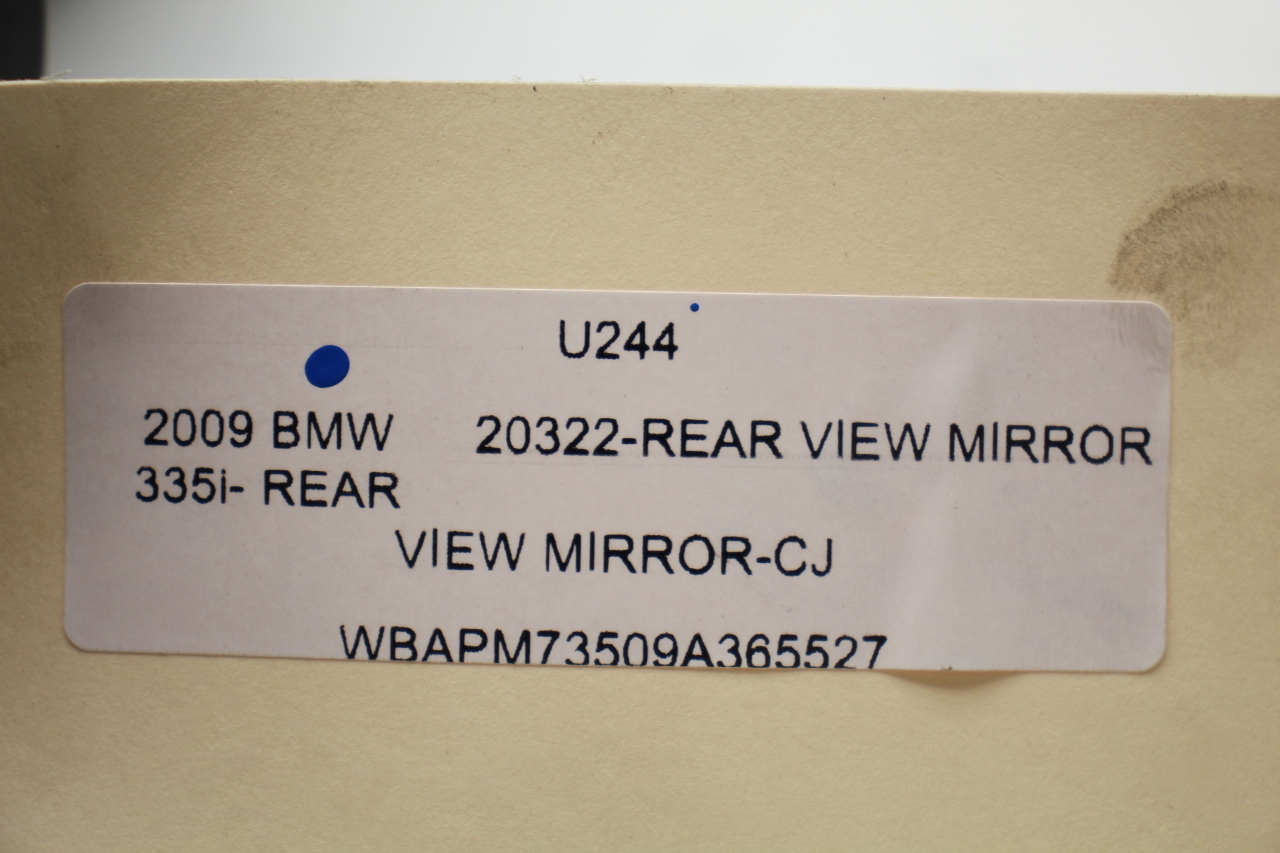 U244
2009 BMW 20322-REAR VIEW MIRROR
335i- REAR
VIEW MIRROR-CJ
WBAPM73509A365527